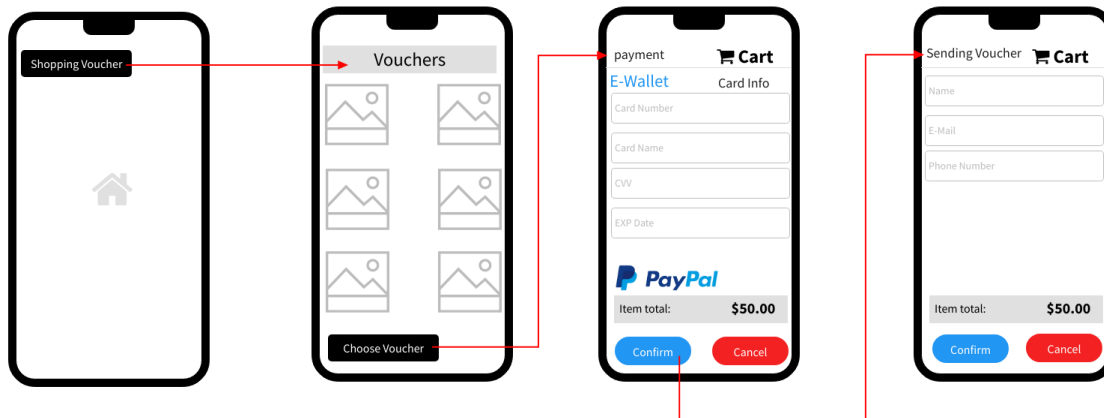 Shopping Voucher
Vouchers
Choose Voucher
payment
Cart
E-Wallet
Card Info
Card Number
Card Name
CVV
EXP Date
PayPal
Item total:
$50.00
Confirm
Cancel
Sending Voucher
Cart
Name
E-Mail
Phone Number
Item total:
$50.00
Confirm
Cancel